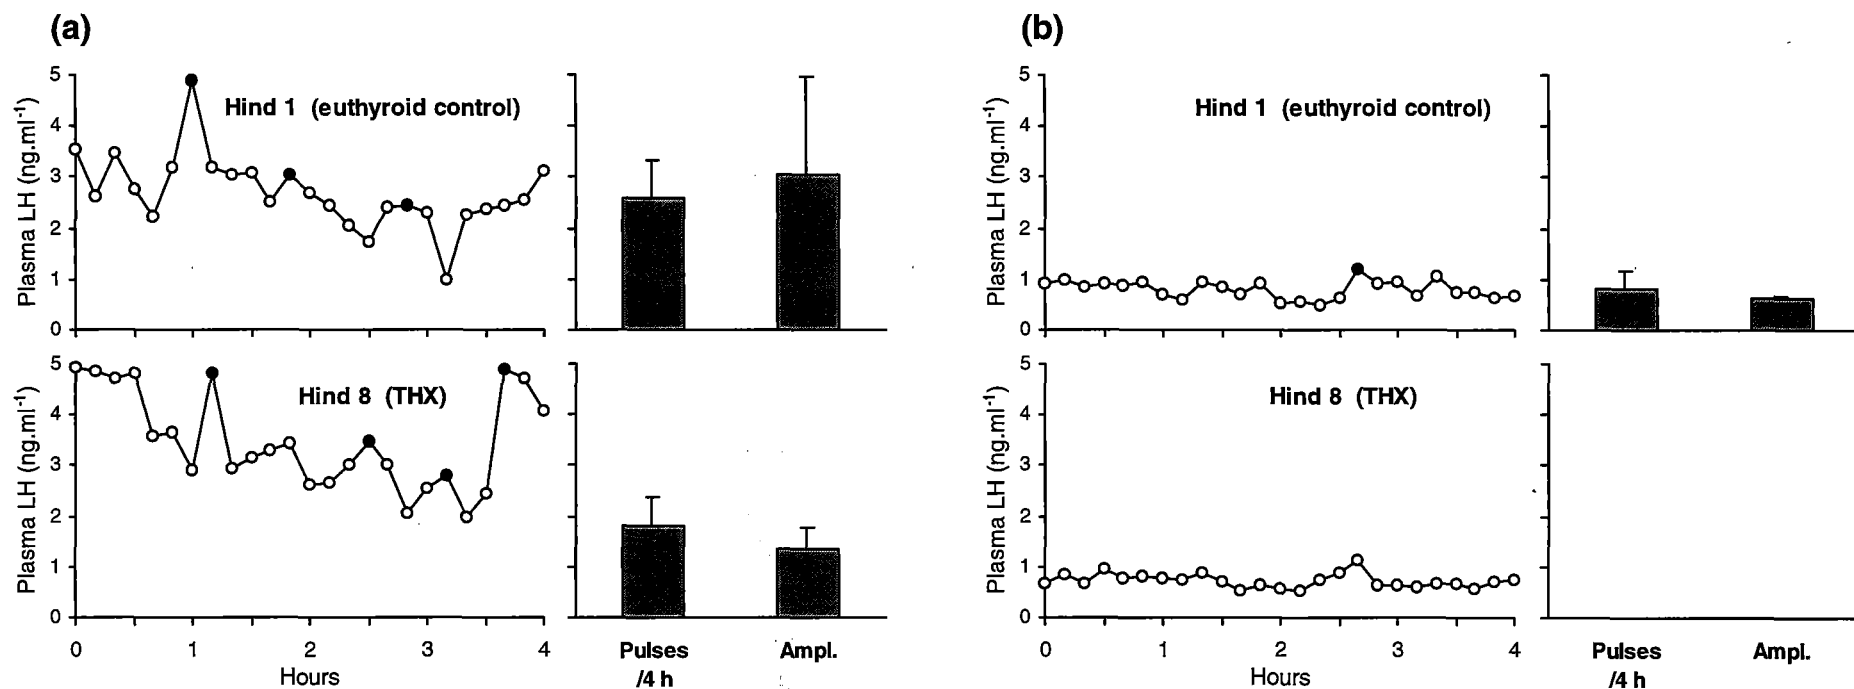 (a)
Plasma LH (ng.ml⁻¹)
5
4
3
2
1
0
Hind 1 (euthyroid control)
Plasma LH (ng.ml⁻¹)
5
4
3
2
1
0
Hind 8 (THX)
0 1 2 3 4
Hours
Pulses Ampl.
/4 h
(b)
Plasma LH (ng.ml⁻¹)
5
4
3
2
1
0
Hind 1 (euthyroid control)
Plasma LH (ng.ml⁻¹)
5
4
3
2
1
0
Hind 8 (THX)
0 1 2 3 4
Hours
Pulses Ampl.
/4 h